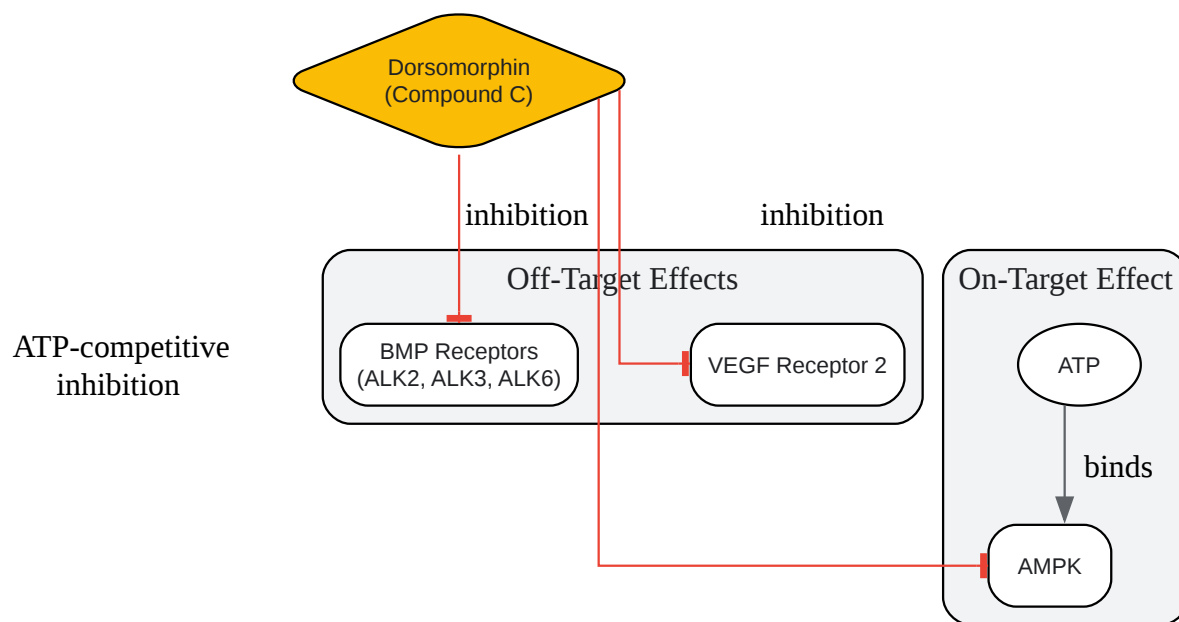 Dorsomorphin
(Compound C)
inhibition
inhibition
Off-Target Effects
On-Target Effect
ATP-competitive
inhibition
BMP Receptors
(ALK2, ALK3, ALK6)
VEGF Receptor 2
ATP
binds
AMPK